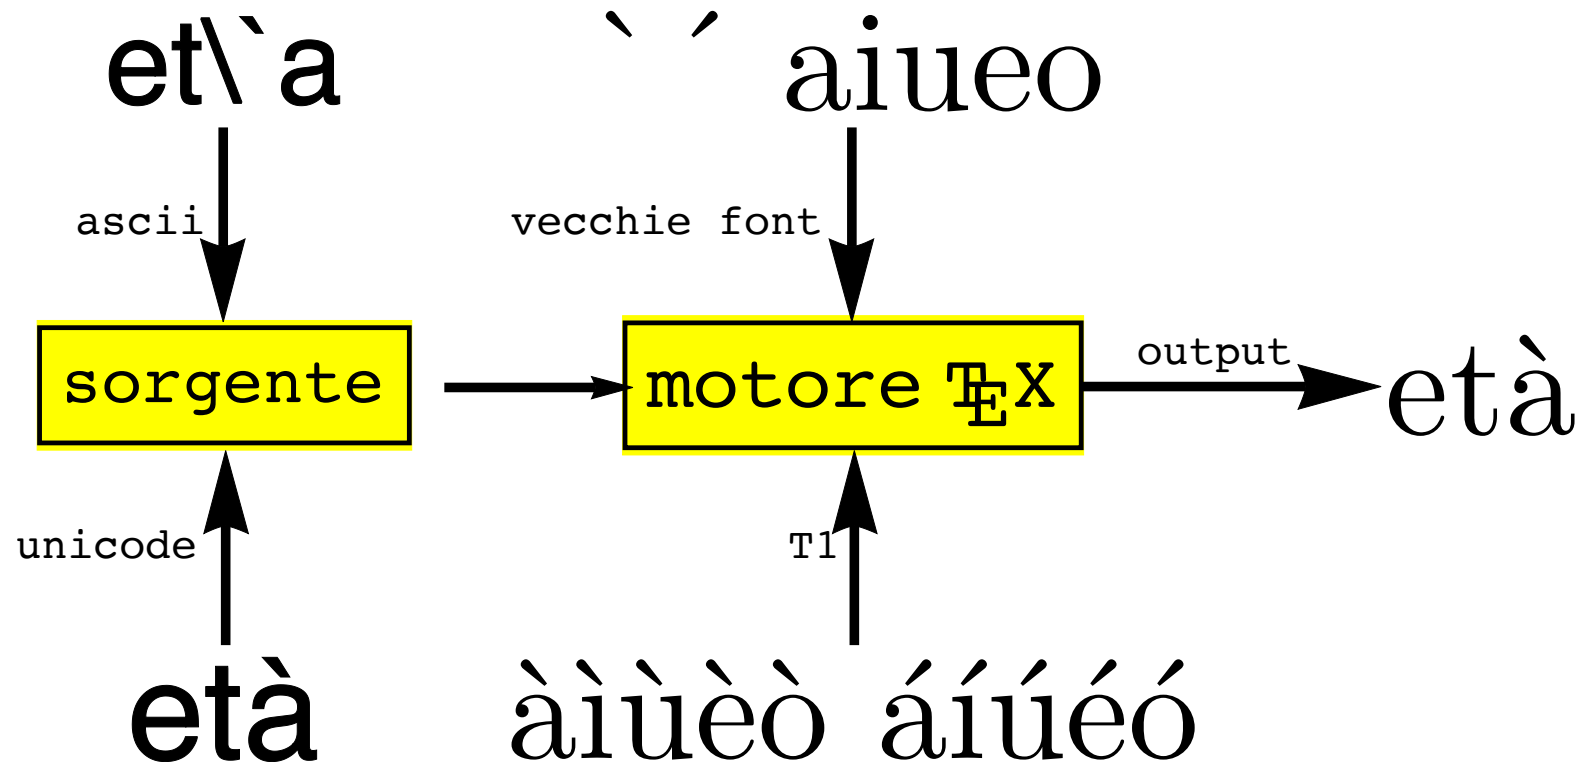 et\`a
` ´ aiueo
ascii
vecchie font
sorgente
motore TEX
output
età
unicode
T1
età
àìùèò áíúéó